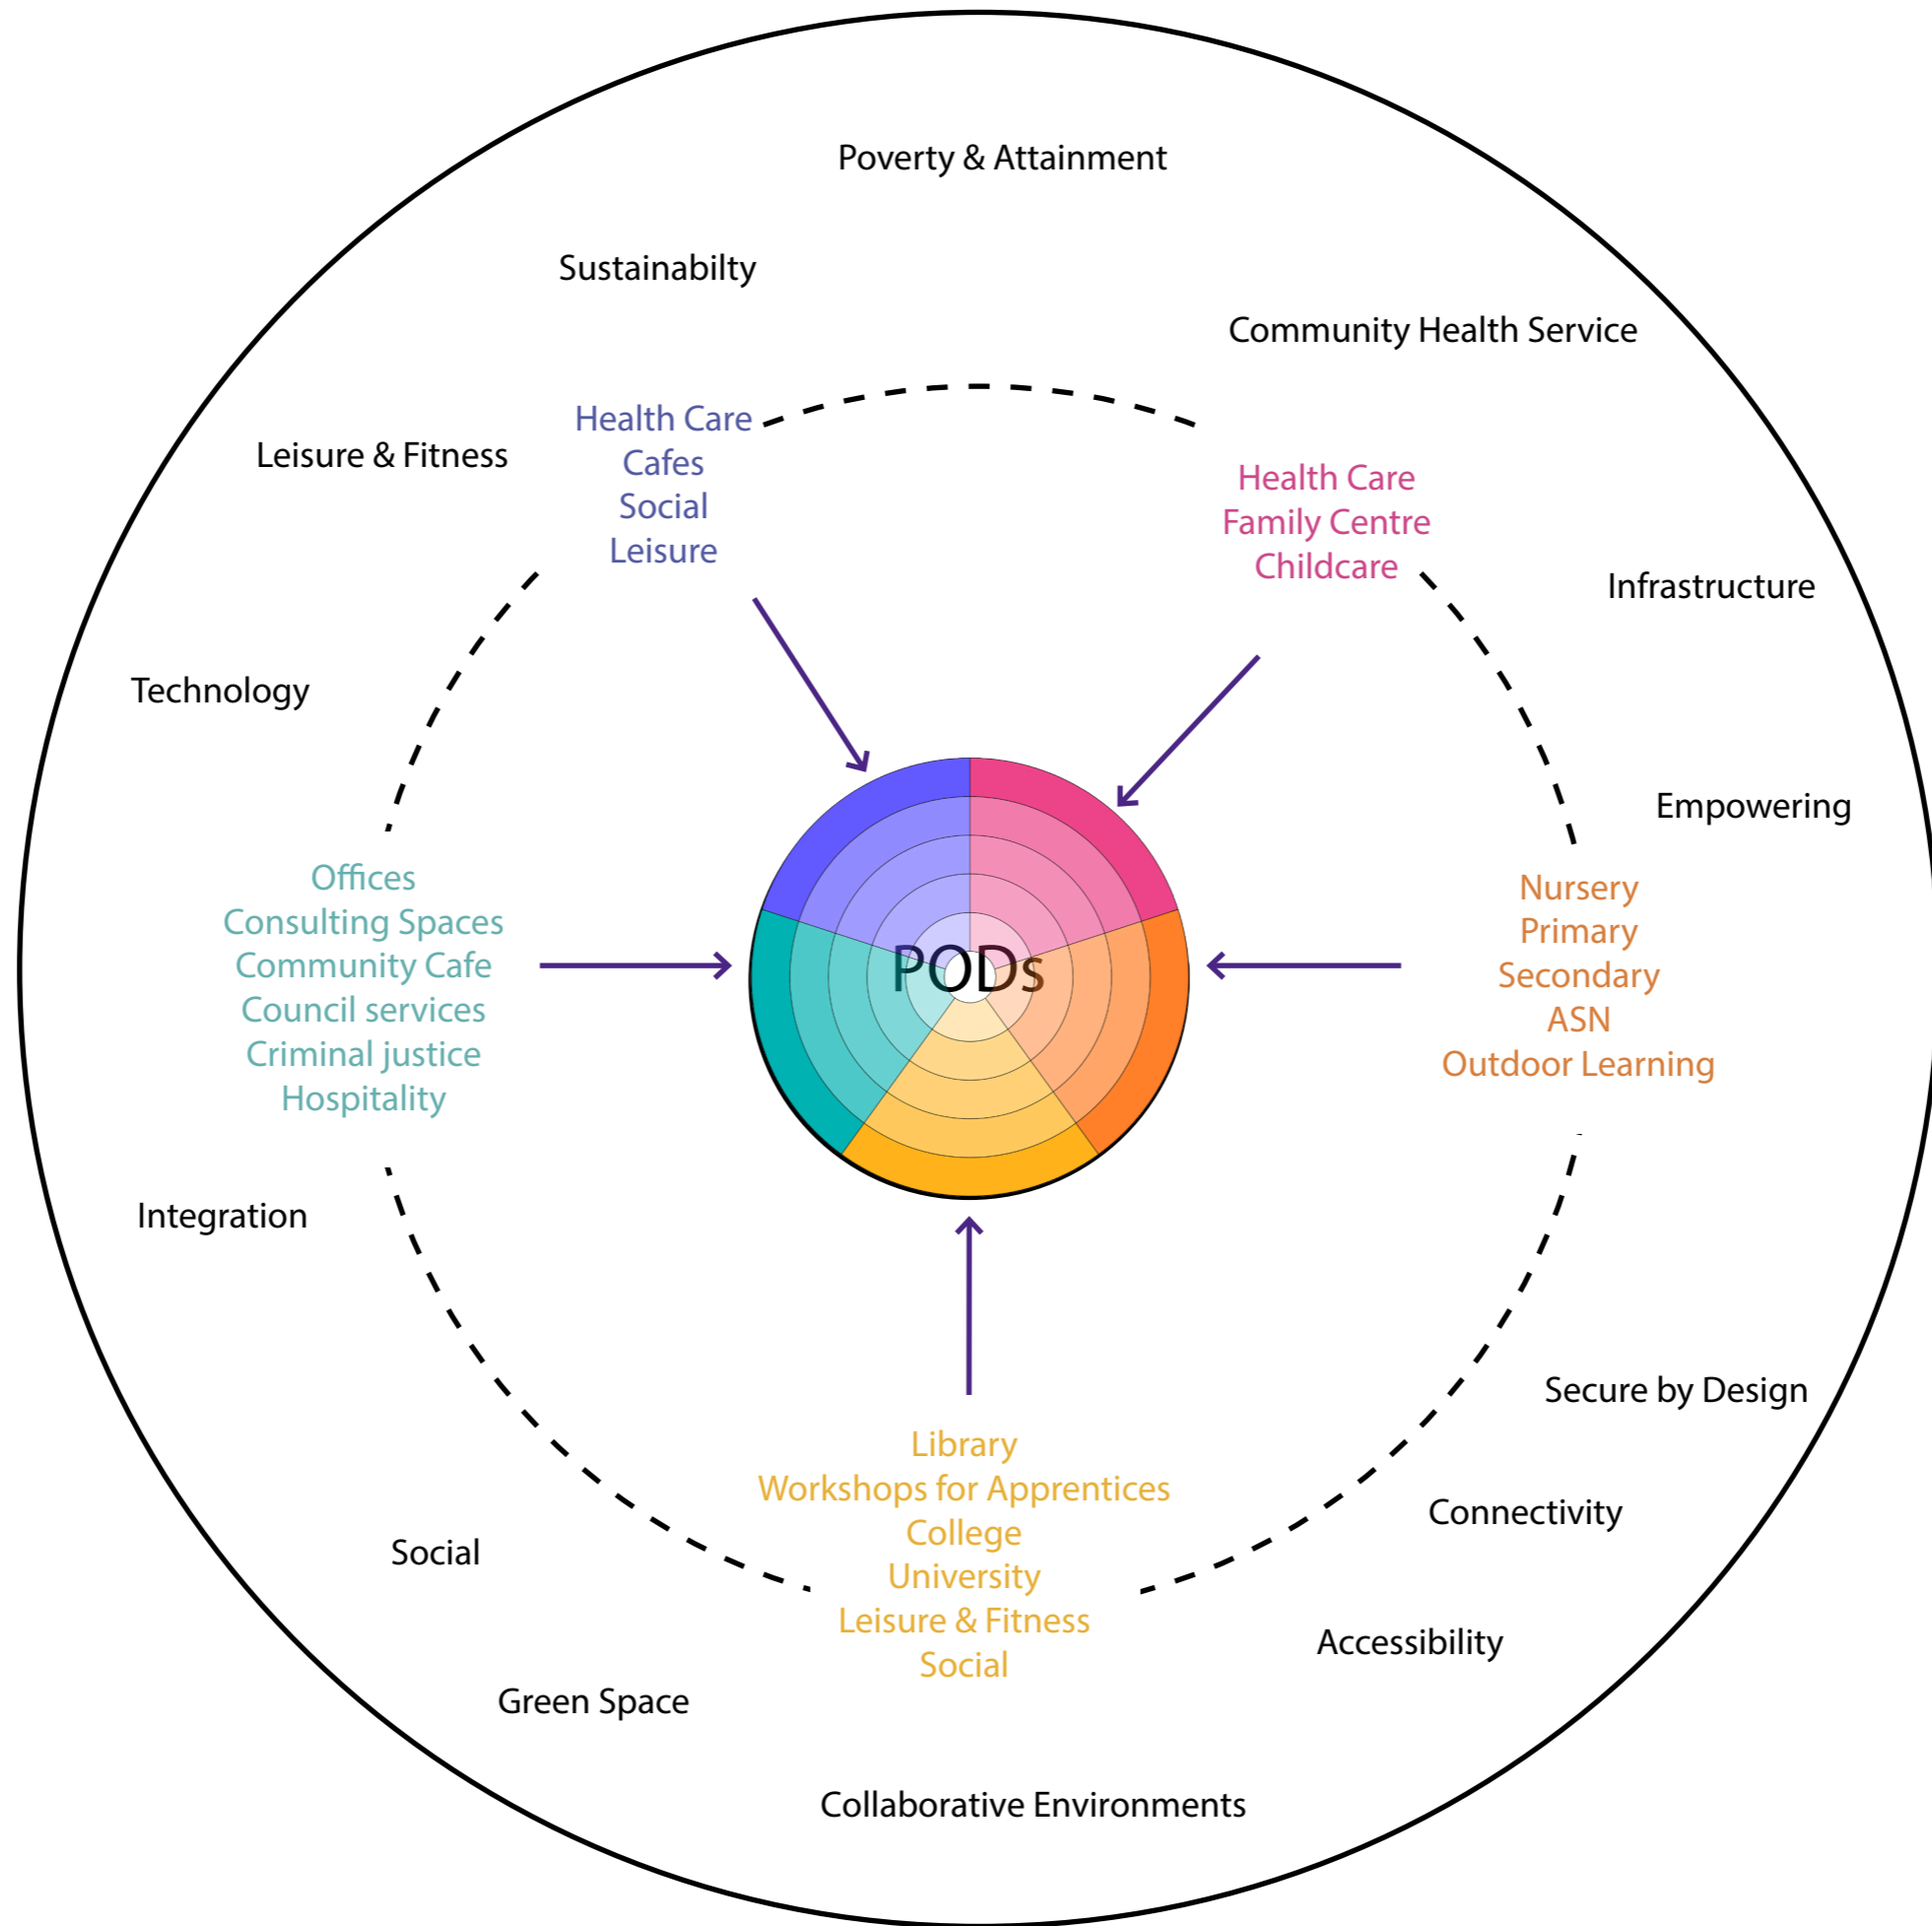 Poverty & Attainment
Sustainabilty
Community Health Service
Leisure & Fitness
Health Care
Cafes
Social
Leisure
Health Care
Family Centre
Childcare
Infrastructure
Technology
Empowering
Offices
Consulting Spaces
Community Cafe
Council services
Criminal justice
Hospitality
PODs
Nursery
Primary
Secondary
ASN
Outdoor Learning
Integration
Secure by Design
Library
Workshops for Apprentices
College
University
Leisure & Fitness
Social
Connectivity
Social
Accessibility
Green Space
Collaborative Environments